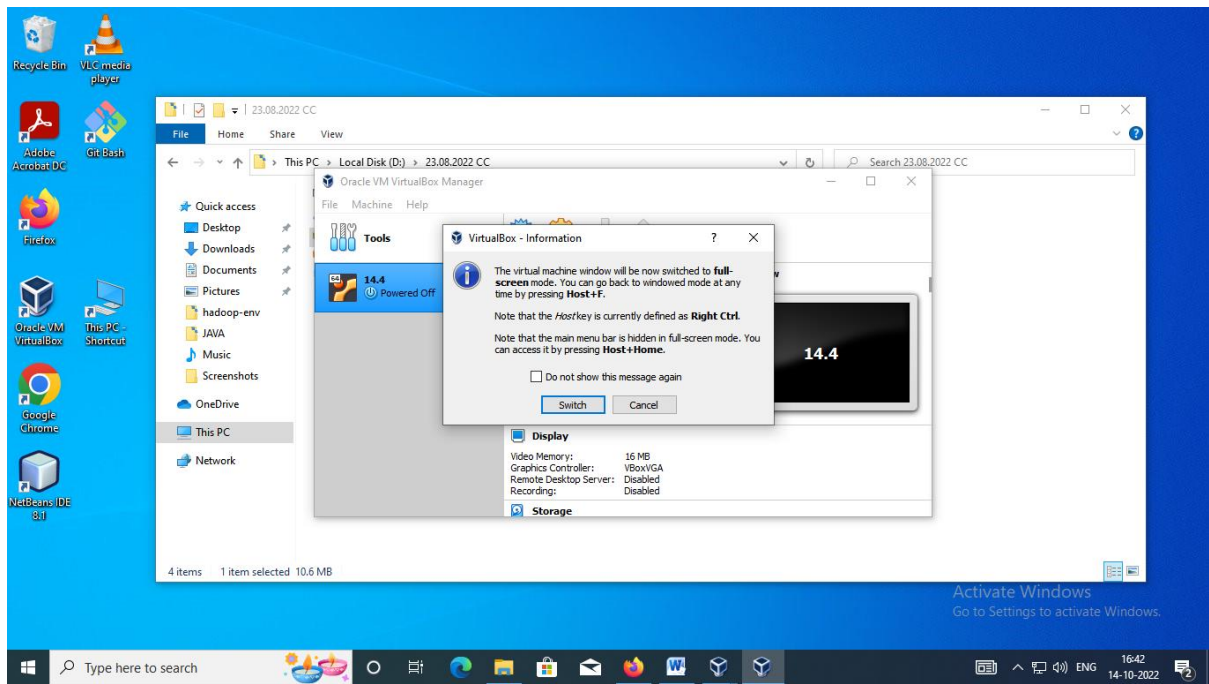 Recycle Bin
VLC media
player
Adobe
Acrobat DC
Git Bash
Firefox
Oracle VM
VirtualBox
This PC -
Shortcut
Google
Chrome
NetBeans IDE
8.1
23.08.2022 CC
File Home Share View
This PC > Local Disk (D:) > 23.08.2022 CC
Search 23.08.2022 CC
Quick access
Desktop
Downloads
Documents
Pictures
hadoop-env
JAVA
Music
Screenshots
OneDrive
This PC
Network
4 items 1 item selected 10.6 MB
Oracle VM VirtualBox Manager
File Machine Help
Tools
64
14.4
Powered Off
14.4
Display
Video Memory: 16 MB
Graphics Controller: VBoxVGA
Remote Desktop Server: Disabled
Recording: Disabled
Storage
VirtualBox - Information
?
The virtual machine window will be now switched to full-
screen mode. You can go back to windowed mode at any
time by pressing Host+F.
Note that the Host key is currently defined as Right Ctrl.
Note that the main menu bar is hidden in full-screen mode. You
can access it by pressing Host+Home.
Do not show this message again
Switch Cancel
Activate Windows
Go to Settings to activate Windows.
Type here to search
ENG
16:42
14-10-2022
2